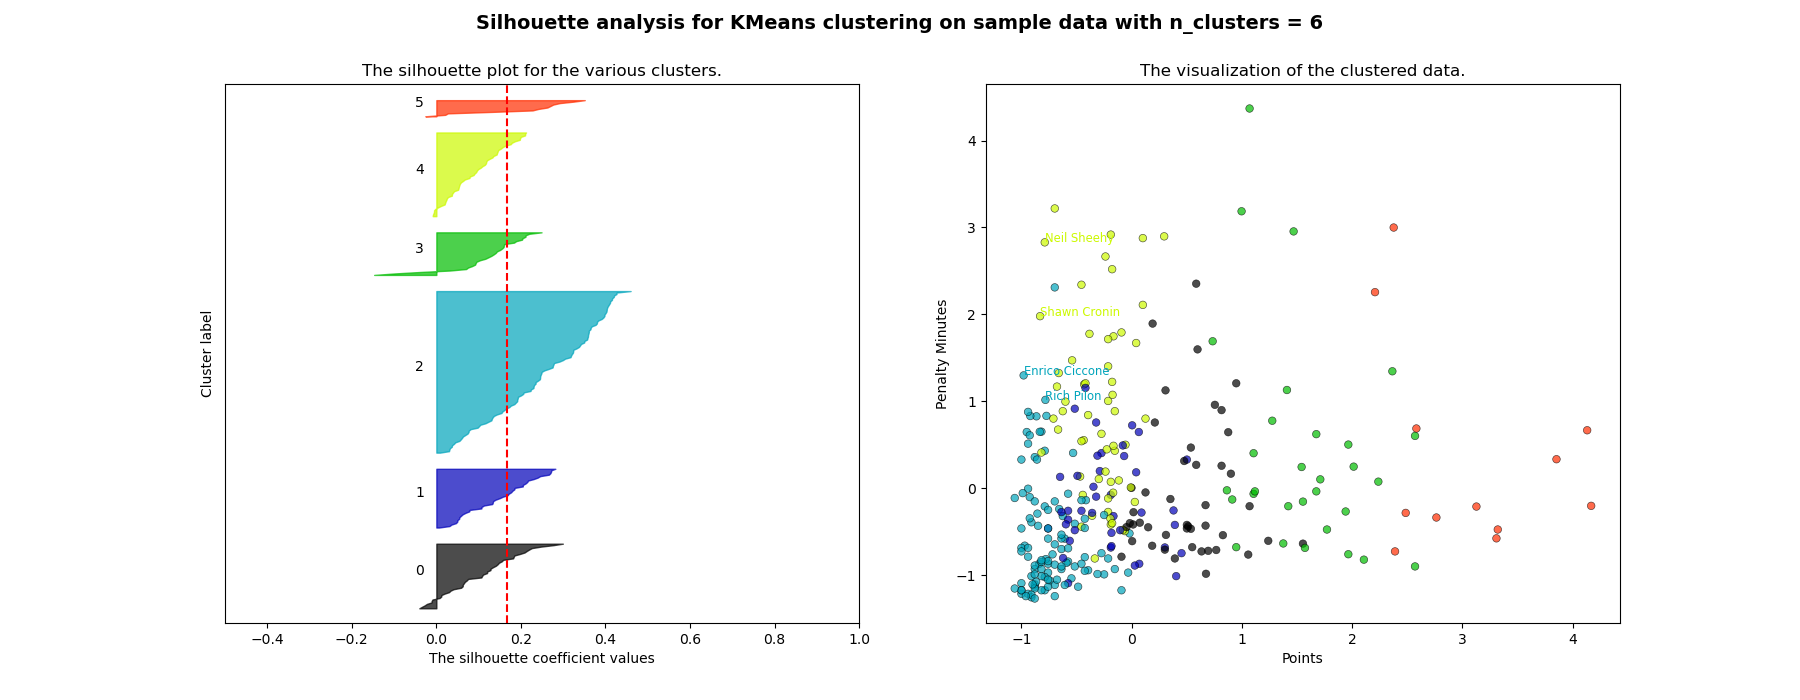 Silhouette analysis for KMeans clustering on sample data with n_clusters = 6
The silhouette plot for the various clusters.
Cluster label
5
4
3
2
1
0
−0.4 −0.2 0.0 0.2 0.4 0.6 0.8 1.0
The silhouette coefficient values
The visualization of the clustered data.
Penalty Minutes
4
3
2
1
0
−1
Neil Sheehy
Shawn Cronin
Enrico Ciccone
Rich Pilon
−1 0 1 2 3 4
Points